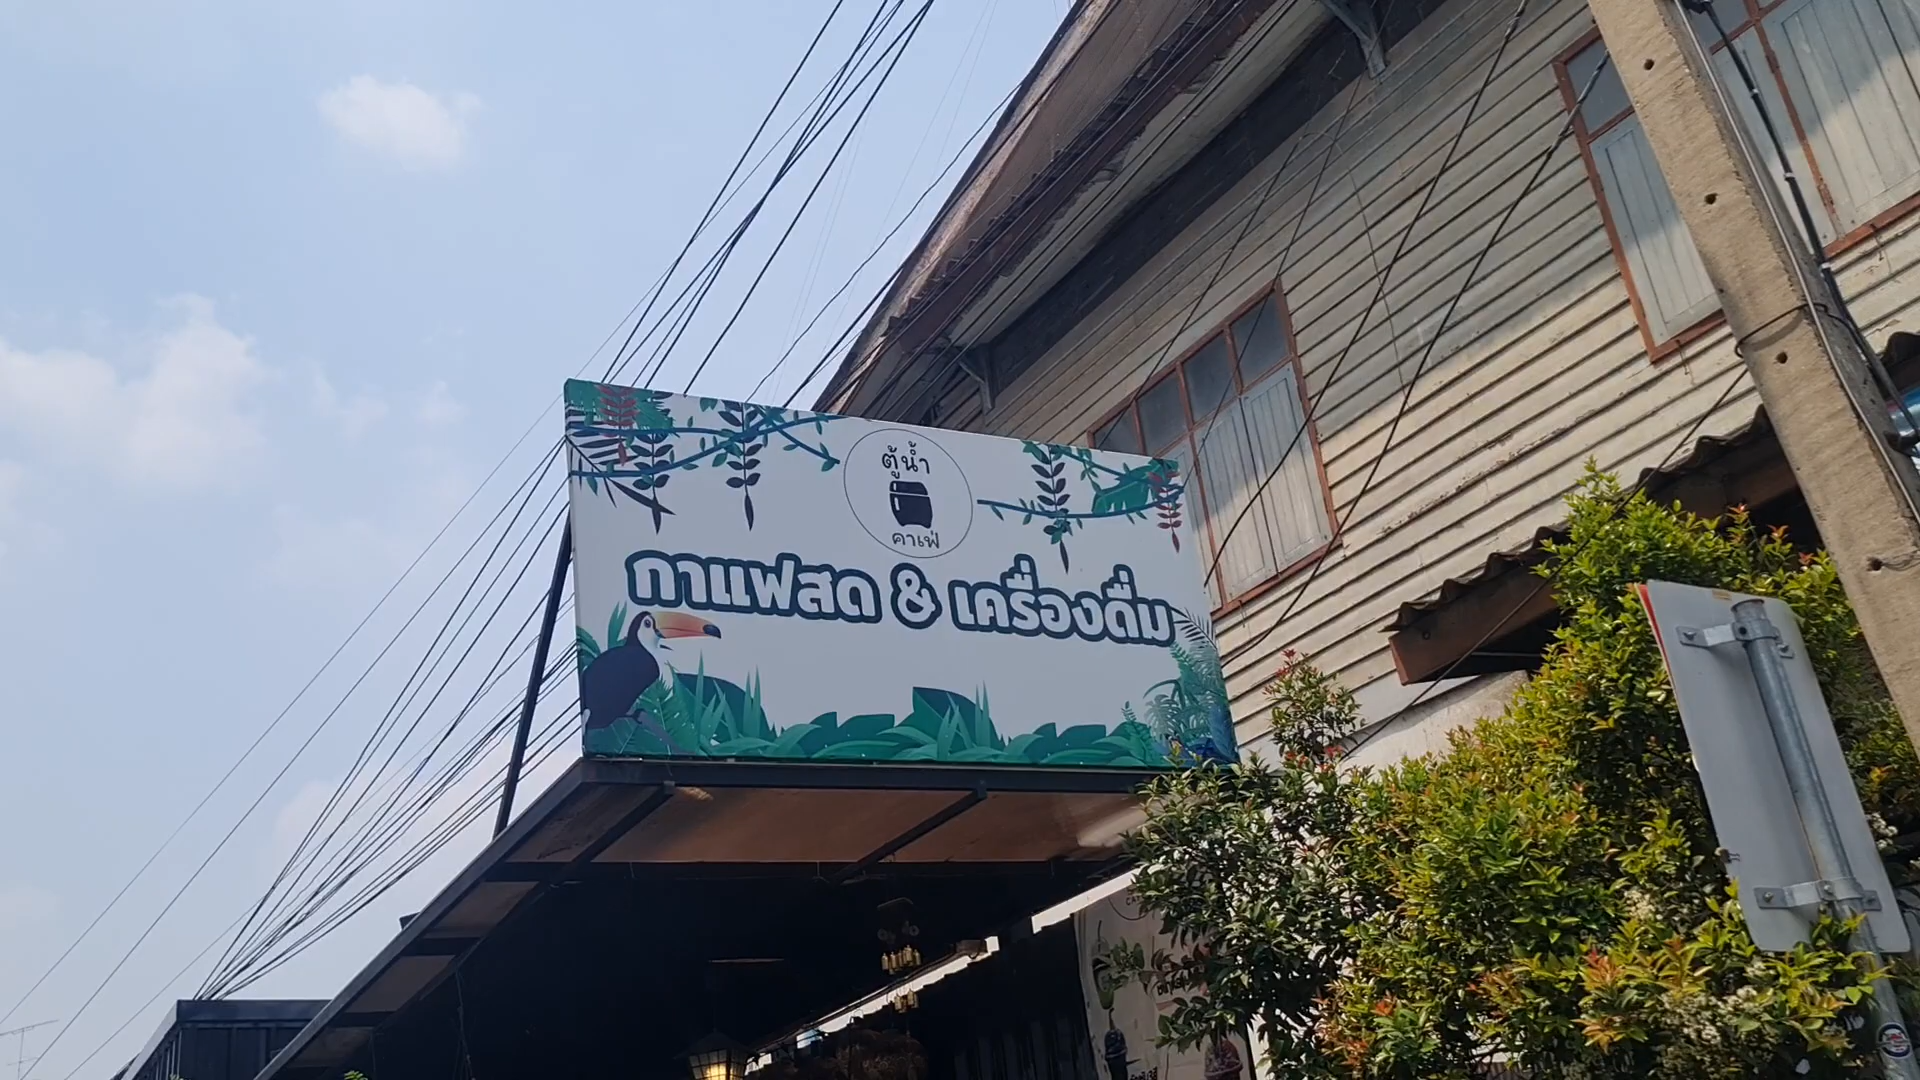 ตู้น้ำ
คาเฟ่
กาแฟสด & เครื่องดื่ม